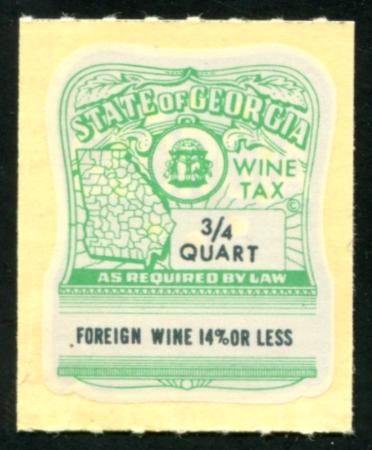 STATE OF GEORGIA
WINE
TAX
©
3/4
QUART
AS REQUIRED BY LAW
FOREIGN WINE 14% OR LESS